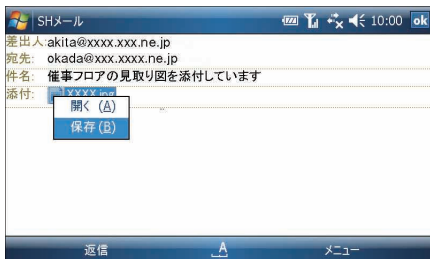 SHメール 10:00 ok
差出人:akita@xxxx.xxx.ne.jp
宛先: okada@xxx.xxxx.ne.jp
件名: 催事フロアの見取り図を添付しています
添付: XXXX.jpg
開く (A)
保存(B)
返信 A メニュー